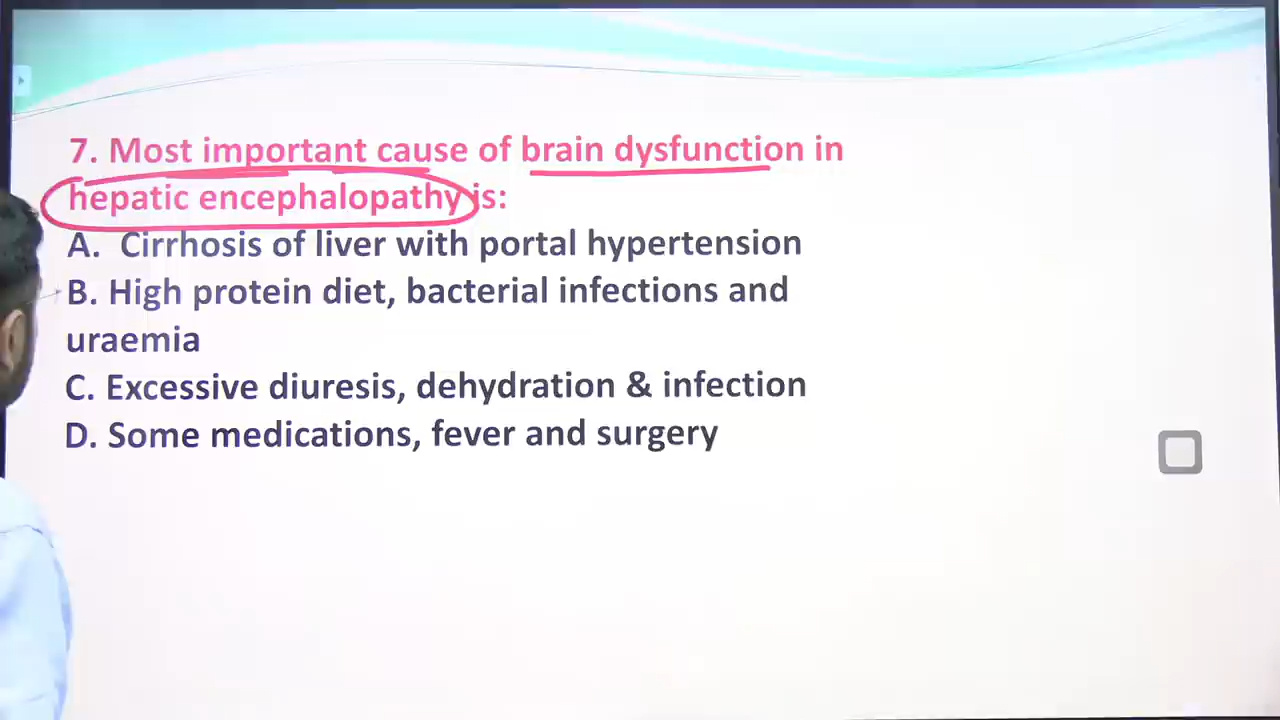 7. Most important cause of brain dysfunction in
hepatic encephalopathy is:
A. Cirrhosis of liver with portal hypertension
B. High protein diet, bacterial infections and
uraemia
C. Excessive diuresis, dehydration & infection
D. Some medications, fever and surgery